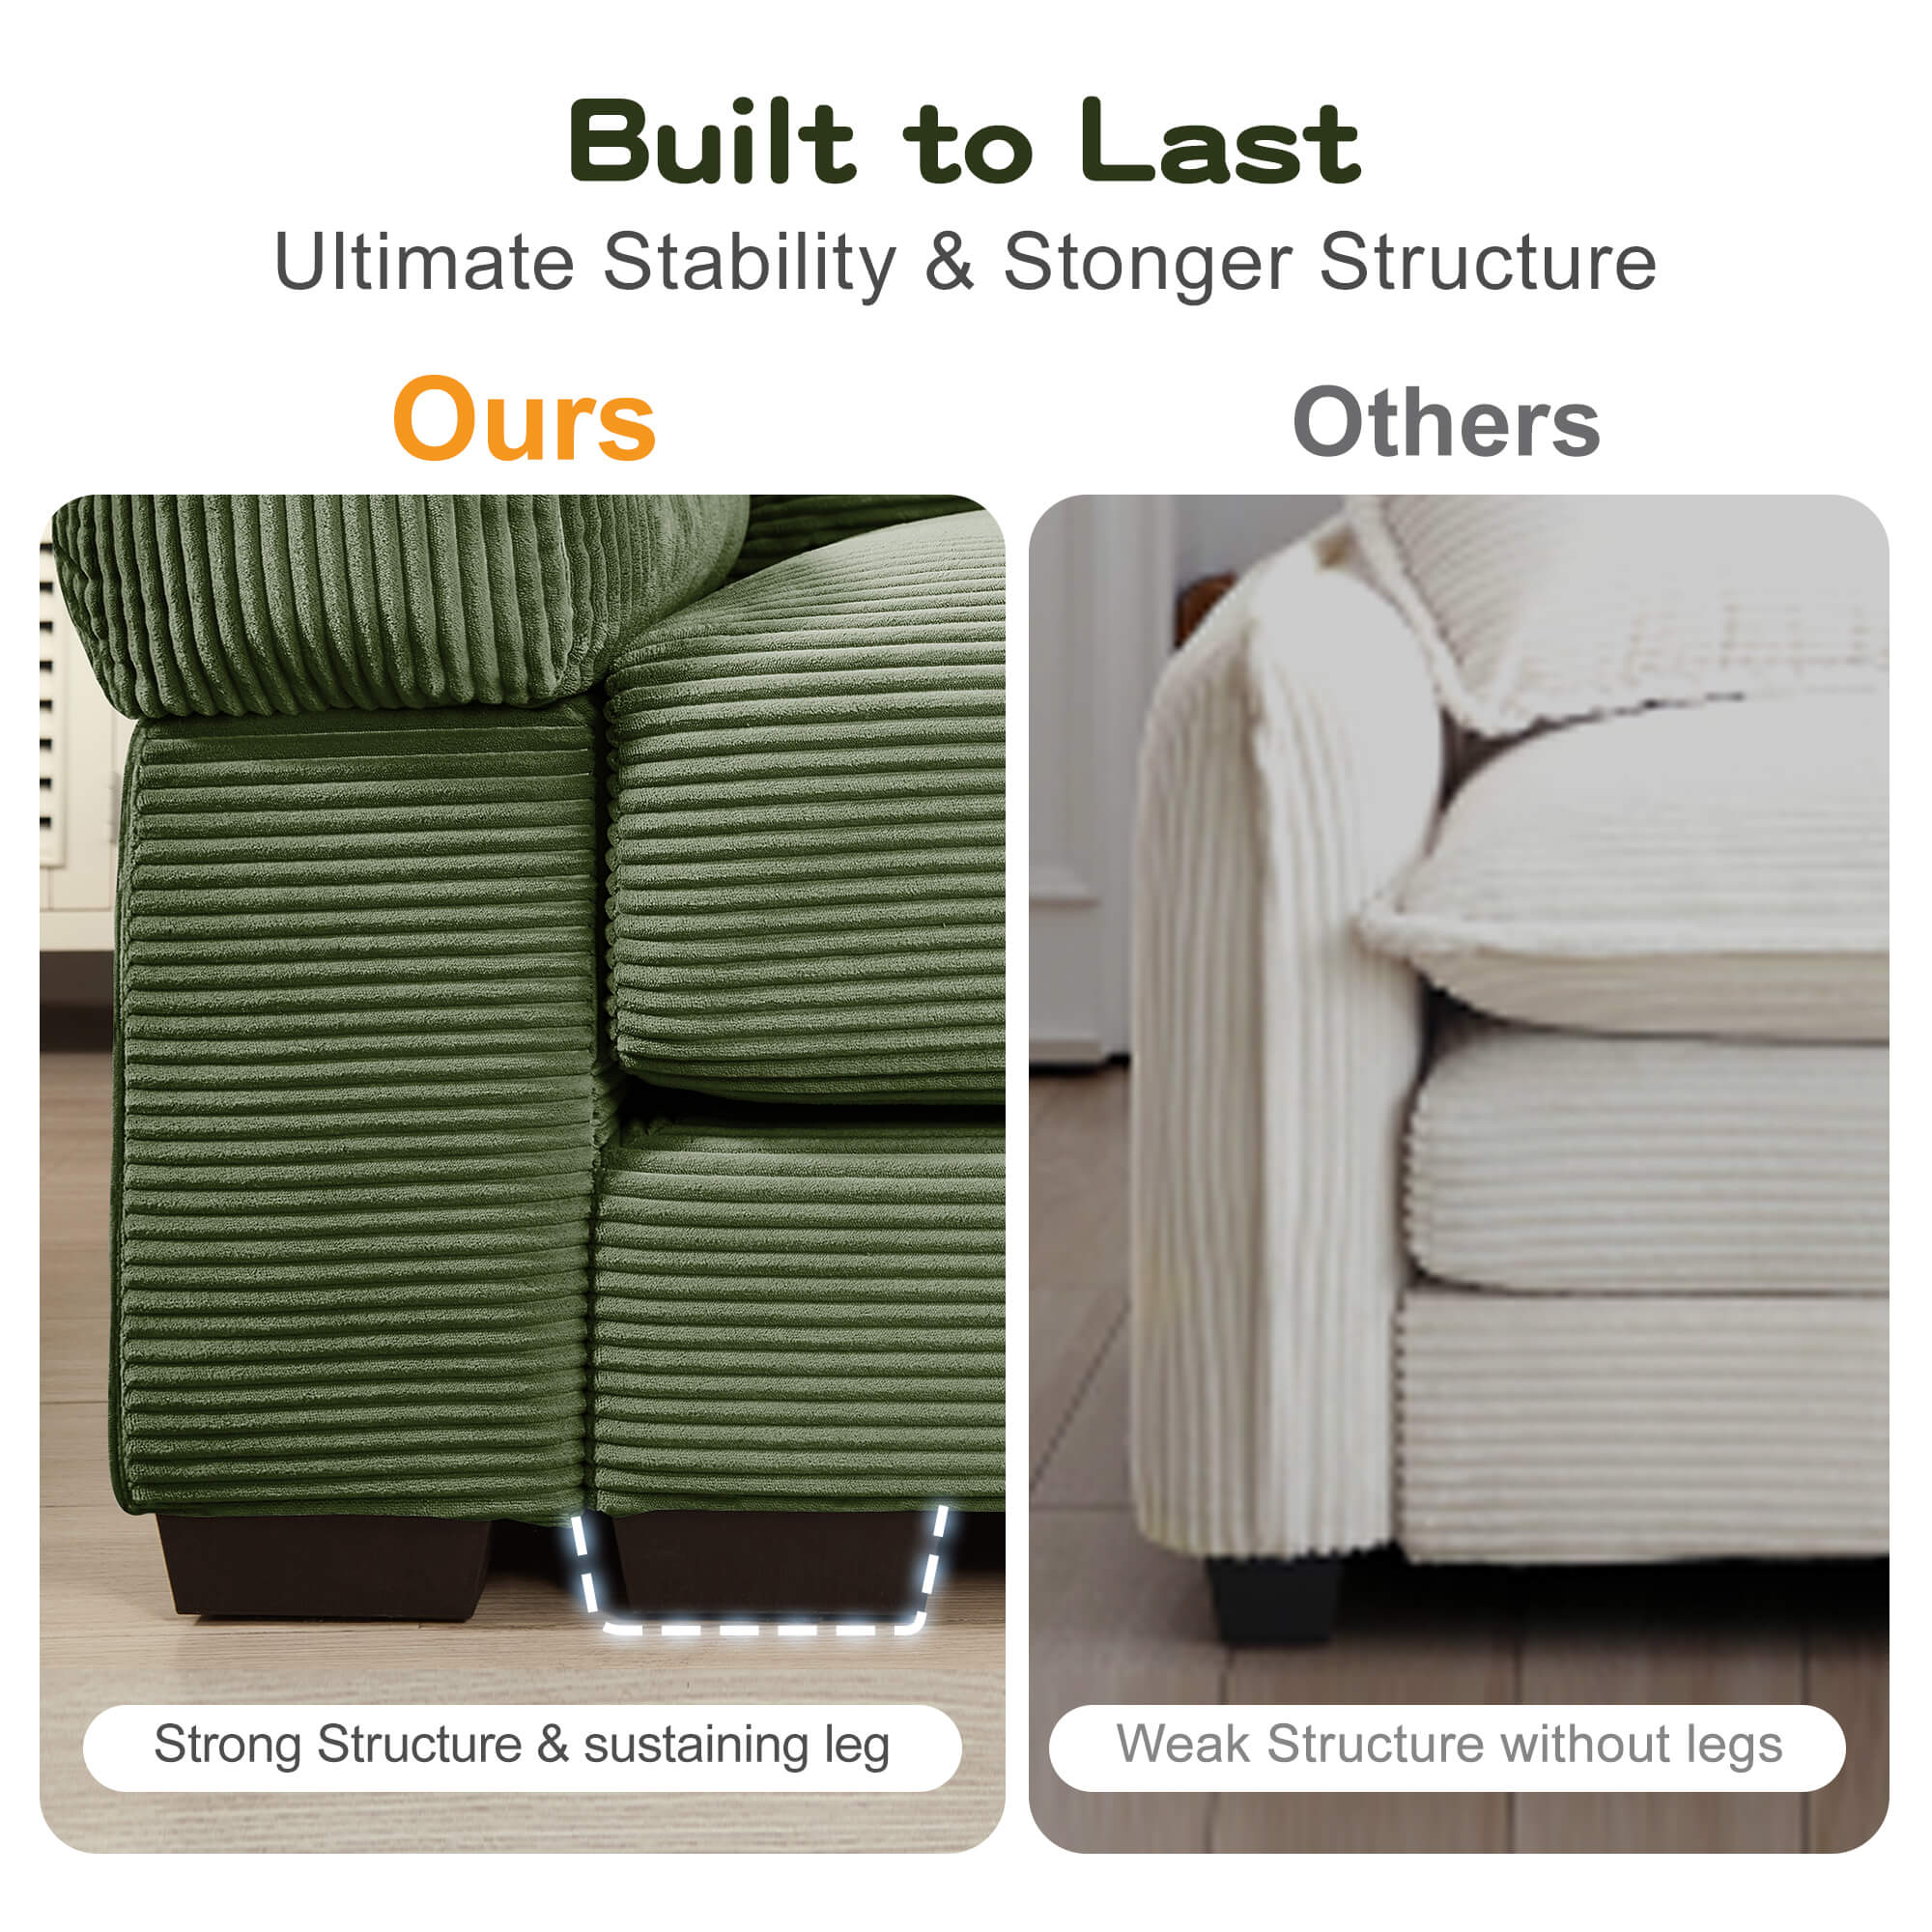 Built to Last
Ultimate Stability & Stonger Structure
Ours
Others
Strong Structure & sustaining leg
Weak Structure without legs